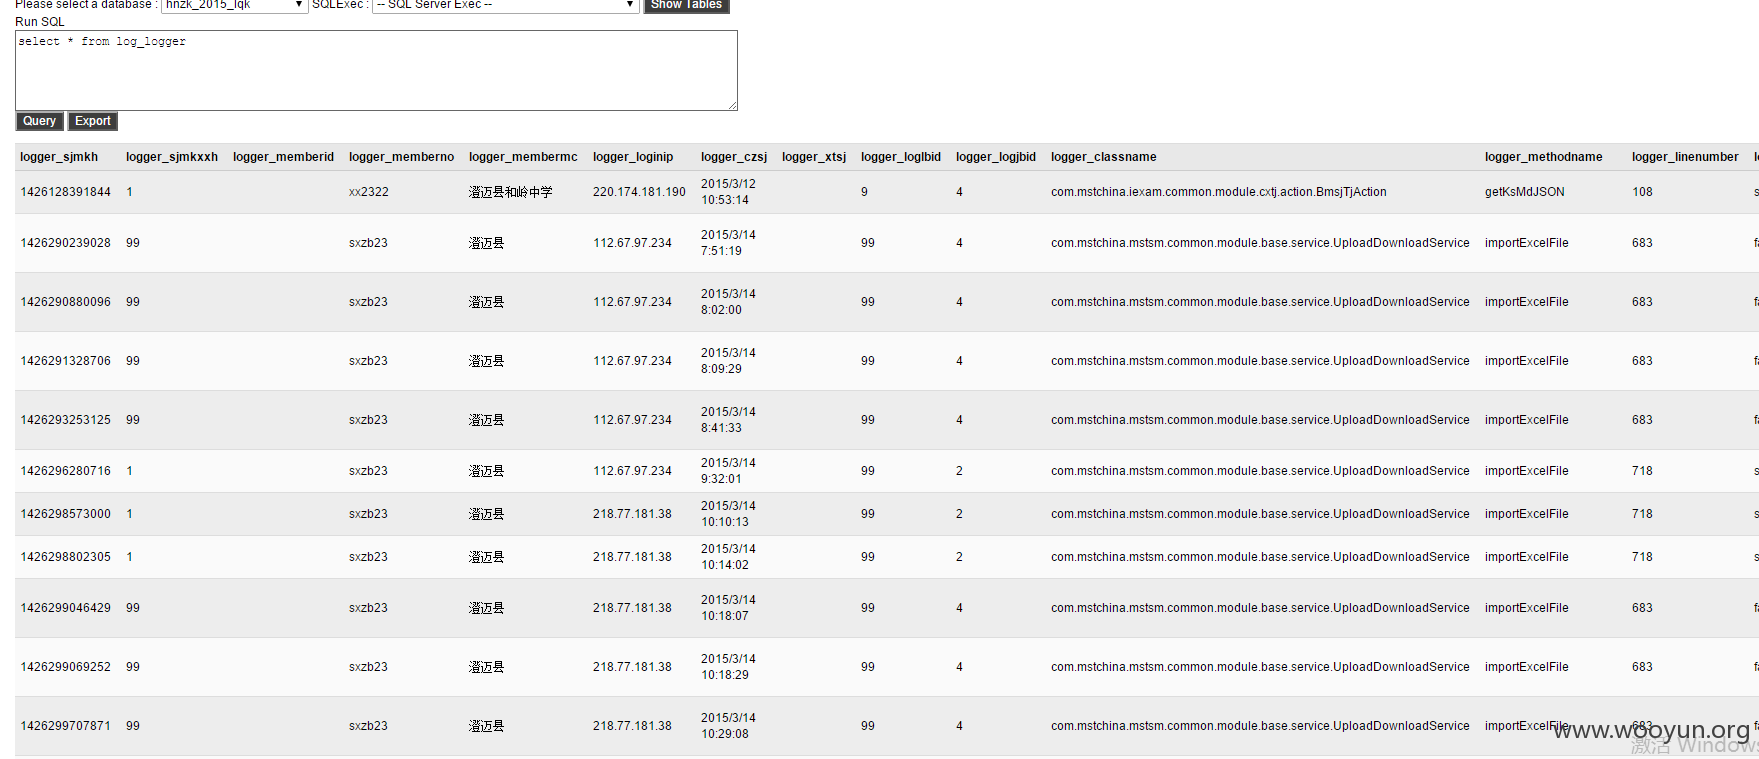 Please select a database : hnzk_2015_lqk SQLExec : -- SQL Server Exec -- Show Tables
Run SQL
select * from log_logger
Query Export
logger_sjmkh logger_sjmkxxh logger_memberid logger_memberno logger_membermc logger_loginip logger_czsj logger_xtsj logger_loglbid logger_logjbid logger_classname logger_methodname logger_linenumber
1426128391844 1 xx2322 澄迈县和岭中学 220.174.181.190 2015/3/12 10:53:14 9 4 com.mstchina.iexam.common.module.cxtj.action.BmsjTjAction getKsMdJSON 108 s
1426290239028 99 sxzb23 澄迈县 112.67.97.234 2015/3/14 7:51:19 99 4 com.mstchina.mstsm.common.module.base.service.UploadDownloadService importExcelFile 683 fa
1426290880096 99 sxzb23 澄迈县 112.67.97.234 2015/3/14 8:02:00 99 4 com.mstchina.mstsm.common.module.base.service.UploadDownloadService importExcelFile 683 fa
1426291328706 99 sxzb23 澄迈县 112.67.97.234 2015/3/14 8:09:29 99 4 com.mstchina.mstsm.common.module.base.service.UploadDownloadService importExcelFile 683 fa
1426293253125 99 sxzb23 澄迈县 112.67.97.234 2015/3/14 8:41:33 99 4 com.mstchina.mstsm.common.module.base.service.UploadDownloadService importExcelFile 683 fa
1426296280716 1 sxzb23 澄迈县 112.67.97.234 2015/3/14 9:32:01 99 2 com.mstchina.mstsm.common.module.base.service.UploadDownloadService importExcelFile 718 s
1426298573000 1 sxzb23 澄迈县 218.77.181.38 2015/3/14 10:10:13 99 2 com.mstchina.mstsm.common.module.base.service.UploadDownloadService importExcelFile 718 s
1426298802305 1 sxzb23 澄迈县 218.77.181.38 2015/3/14 10:14:02 99 2 com.mstchina.mstsm.common.module.base.service.UploadDownloadService importExcelFile 718 s
1426299046429 99 sxzb23 澄迈县 218.77.181.38 2015/3/14 10:18:07 99 4 com.mstchina.mstsm.common.module.base.service.UploadDownloadService importExcelFile 683 fa
1426299069252 99 sxzb23 澄迈县 218.77.181.38 2015/3/14 10:18:29 99 4 com.mstchina.mstsm.common.module.base.service.UploadDownloadService importExcelFile 683 fa
1426299707871 99 sxzb23 澄迈县 218.77.181.38 2015/3/14 10:29:08 99 4 com.mstchina.mstsm.common.module.base.service.UploadDownloadService importExcelFile 683 fa
www.wooyun.org
激活 Windows